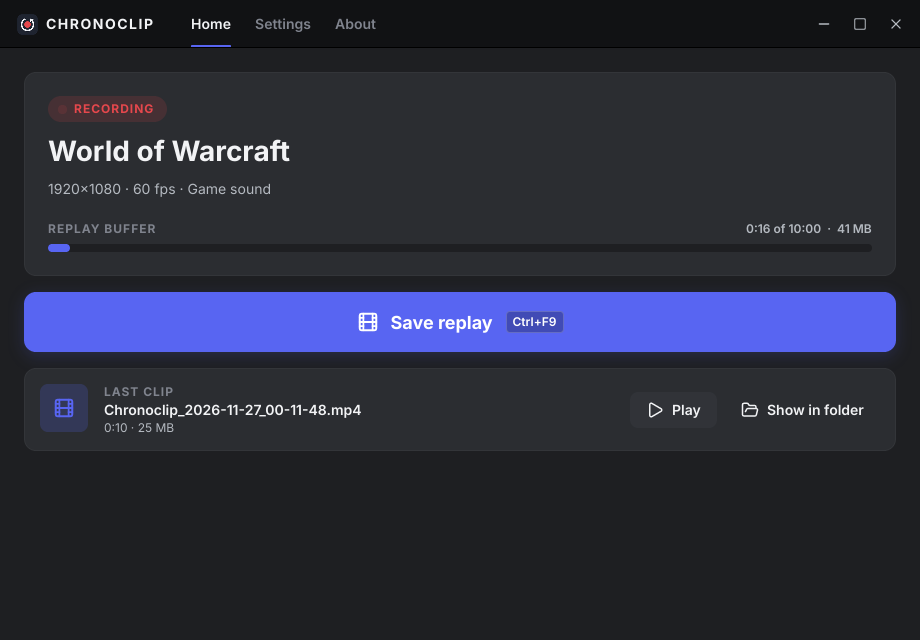 CHRONOCLIP Home Settings About
RECORDING
World of Warcraft
1920×1080 · 60 fps · Game sound
REPLAY BUFFER 0:16 of 10:00 · 41 MB
Save replay Ctrl+F9
LAST CLIP
Chronoclip_2026-11-27_00-11-48.mp4
0:10 · 25 MB
Play Show in folder